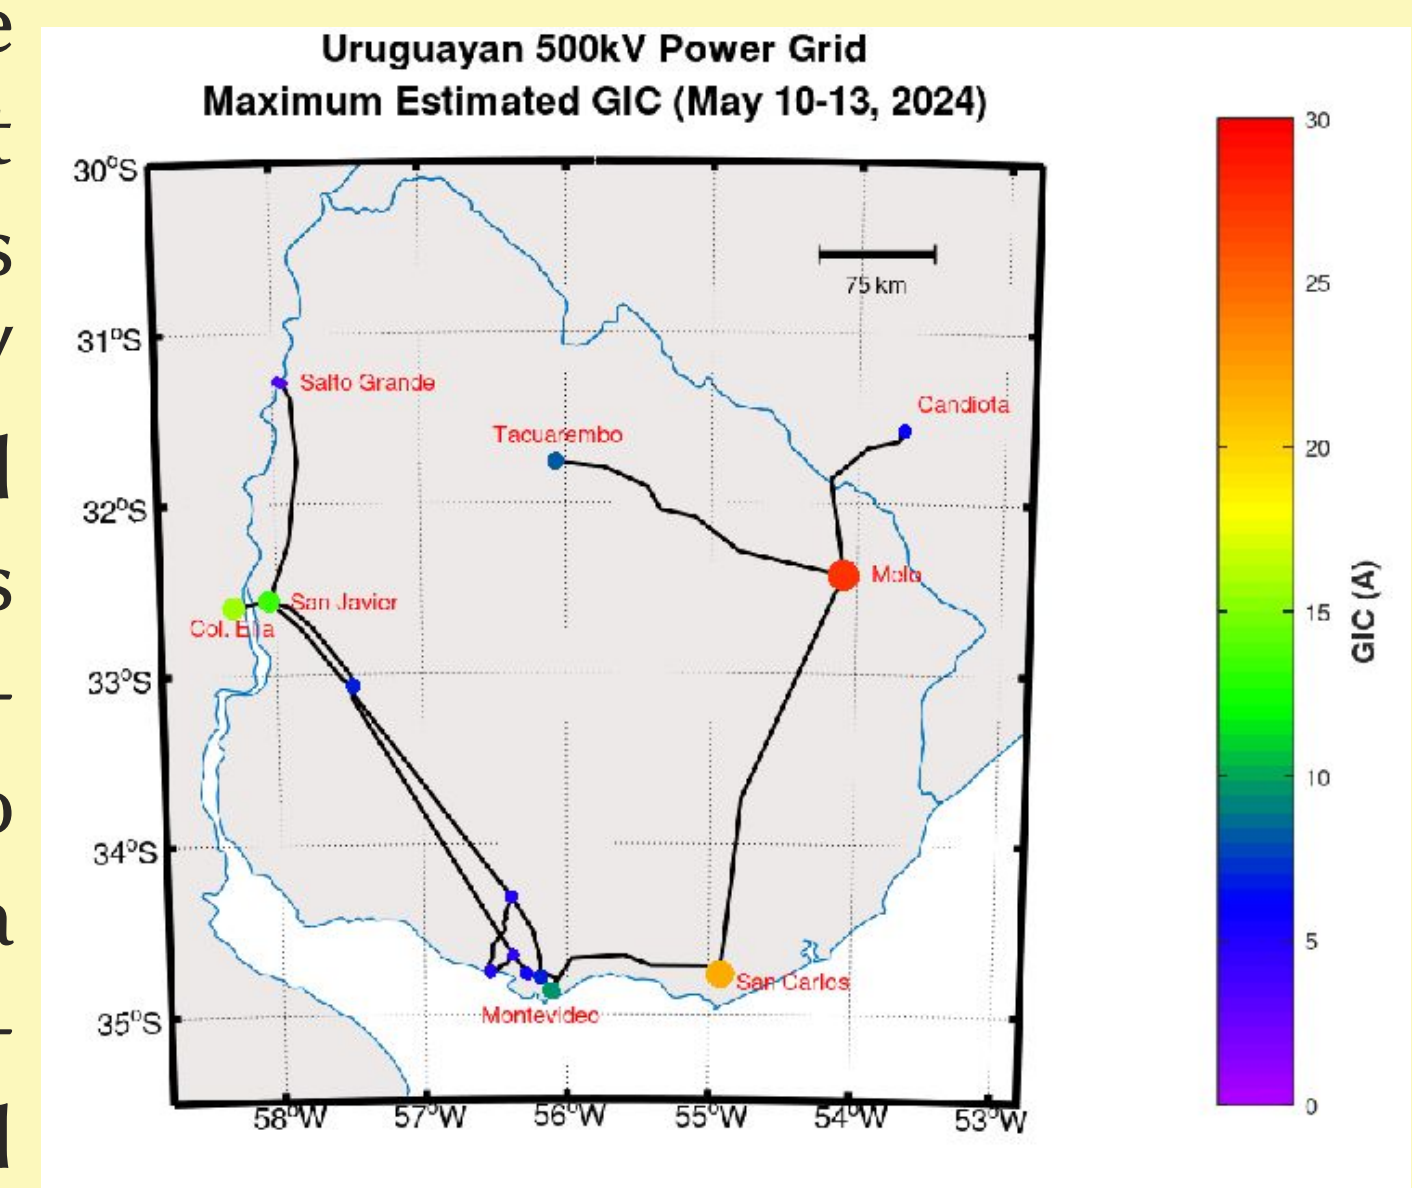 Uruguayan 500kV Power Grid
Maximum Estimated GIC (May 10-13, 2024)
30
30°S
25
75 km
31°S
Salto Grande
Candiota
Tacuarembo
20
32°S
GIC (A)
Melo
San Javier
15
Col. Elia
33°S
10
34°S
5
San Carlos
Montevideo
35°S
0
58°W 57°W 56°W 55°W 54°W 53°W